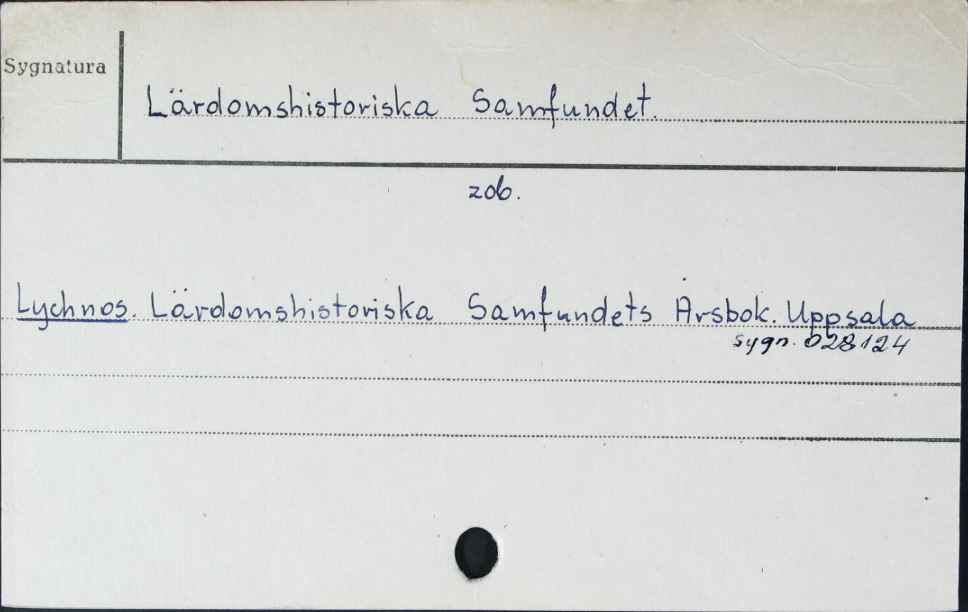 Sygnatura
Lärdomshistoriska Samfundet.
zob.
Lychnos. Lärdomshistoriska Samfundets Årsbok. Uppsala
sygn. 028124